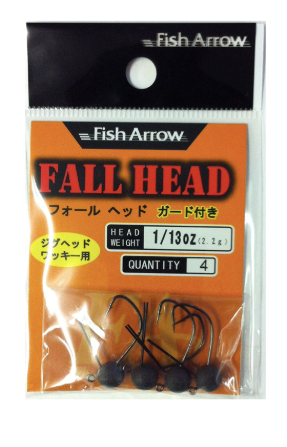 Fish Arrow
Fish Arrow
FALL HEAD
フォール ヘッド ガード付き
ジグヘッド
ワッキー用
HEAD WEIGHT 1/13oz(2.2g)
QUANTITY 4